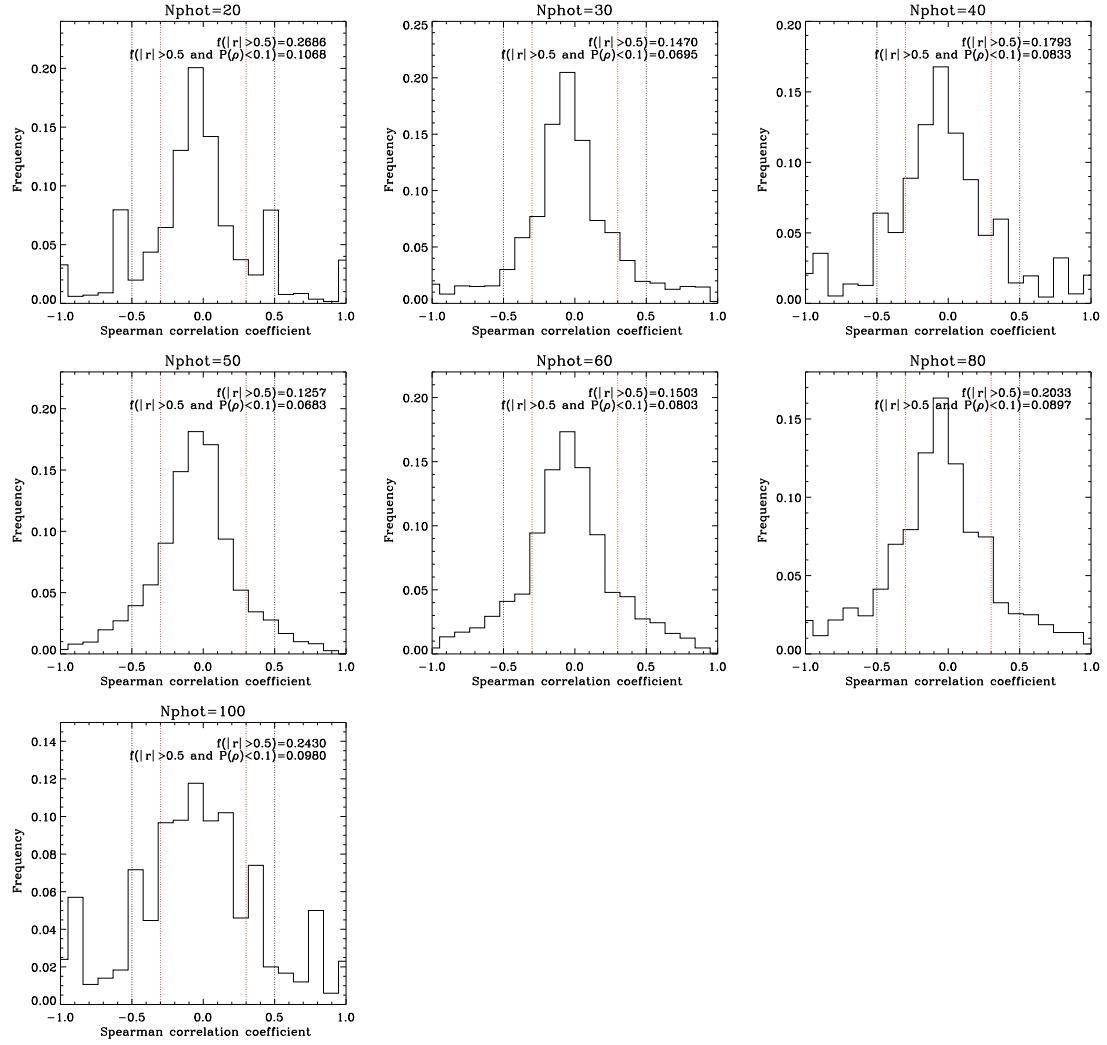 Nphot=20
f(|r|>0.5)=0.2686
f(|r|>0.5 and P(ρ)<0.1)=0.1068
Frequency
0.20
0.15
0.10
0.05
0.00
−1.0 −0.5 0.0 0.5 1.0
Spearman correlation coefficient
Nphot=30
f(|r|>0.5)=0.1470
f(|r|>0.5 and P(ρ)<0.1)=0.0695
Frequency
0.25
0.20
0.15
0.10
0.05
0.00
−1.0 −0.5 0.0 0.5 1.0
Spearman correlation coefficient
Nphot=40
f(|r|>0.5)=0.1793
f(|r|>0.5 and P(ρ)<0.1)=0.0833
Frequency
0.20
0.15
0.10
0.05
0.00
−1.0 −0.5 0.0 0.5 1.0
Spearman correlation coefficient
Nphot=50
f(|r|>0.5)=0.1257
f(|r|>0.5 and P(ρ)<0.1)=0.0683
Frequency
0.20
0.15
0.10
0.05
0.00
−1.0 −0.5 0.0 0.5 1.0
Spearman correlation coefficient
Nphot=60
f(|r|>0.5)=0.1503
f(|r|>0.5 and P(ρ)<0.1)=0.0803
Frequency
0.20
0.15
0.10
0.05
0.00
−1.0 −0.5 0.0 0.5 1.0
Spearman correlation coefficient
Nphot=80
f(|r|>0.5)=0.2033
f(|r|>0.5 and P(ρ)<0.1)=0.0897
Frequency
0.15
0.10
0.05
0.00
−1.0 −0.5 0.0 0.5 1.0
Spearman correlation coefficient
Nphot=100
f(|r|>0.5)=0.2430
f(|r|>0.5 and P(ρ)<0.1)=0.0980
Frequency
0.14
0.12
0.10
0.08
0.06
0.04
0.02
0.00
−1.0 −0.5 0.0 0.5 1.0
Spearman correlation coefficient